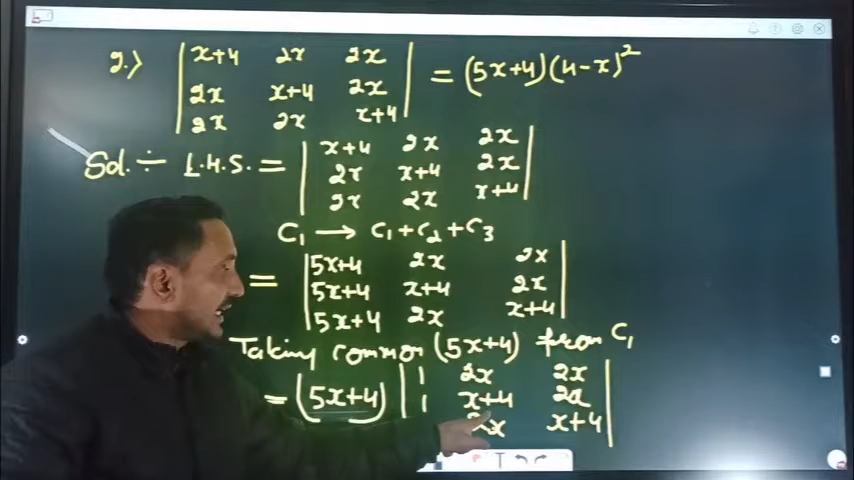 2.) | x+4 2x 2x | = (5x+4)(4-x)²
| 2x x+4 2x |
| 2x 2x x+4 |
Sol. ÷ L.H.S. = | x+4 2x 2x |
| 2x x+4 2x |
| 2x 2x x+4 |
C₁ → C₁+C₂+C₃
= | 5x+4 2x 2x |
| 5x+4 x+4 2x |
| 5x+4 2x x+4 |
Taking common (5x+4) from C₁
= (5x+4) | 1 2x 2x |
| 1 x+4 2x |
x+4 |